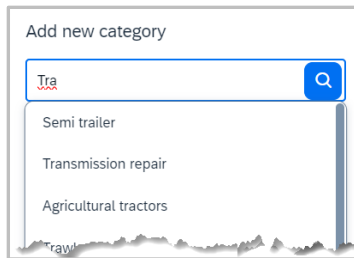 Add new category
Tra
Semi trailer
Transmission repair
Agricultural tractors